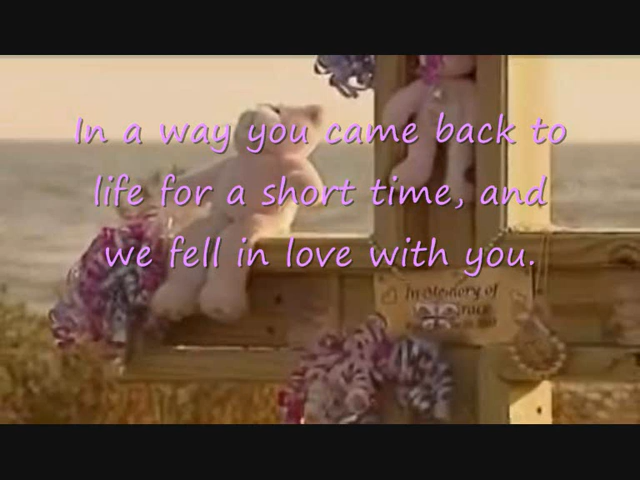 In a way you came back to
life for a short time, and
we fell in love with you.
In Memory of